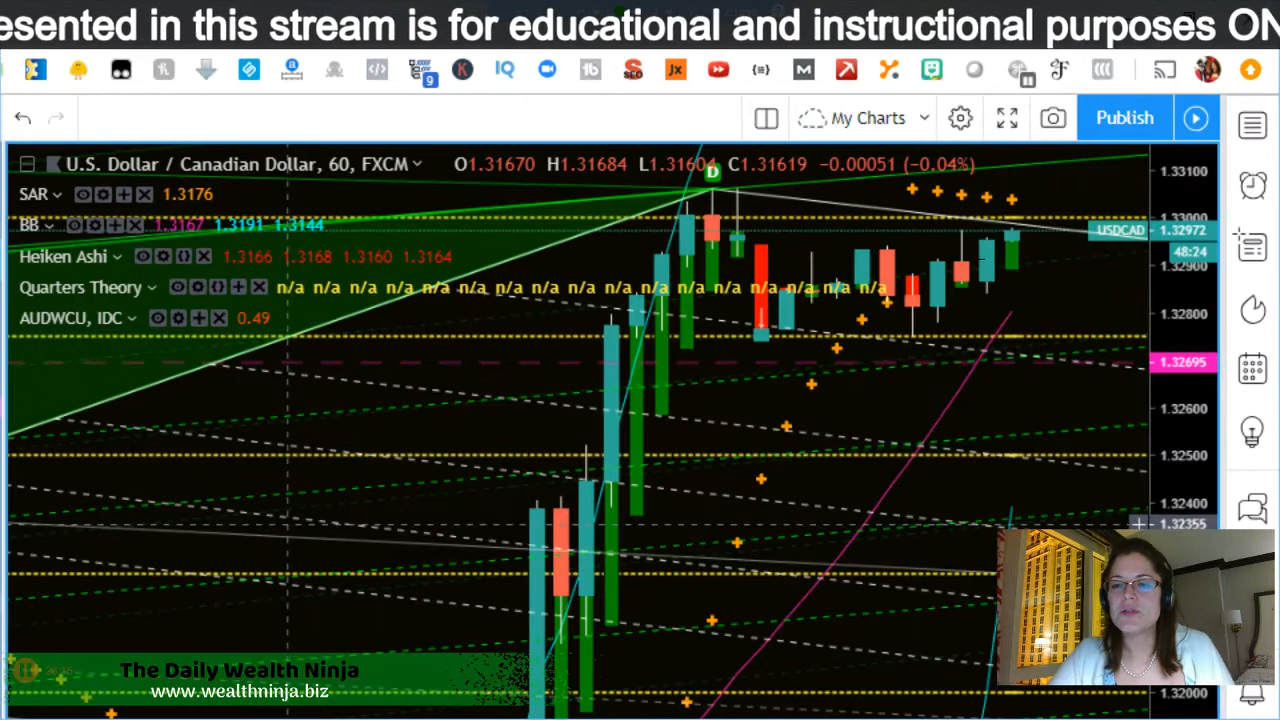 esented in this stream is for educational and instructional purposes ON
9
My Charts
Publish
U.S. Dollar / Canadian Dollar, 60, FXCM O1.31670 H1.31684 L1.31604 C1.31619 −0.00051 (−0.04%)
D
1.33100
SAR 1.3176
1.33000
BB 1.3167 1.3191 1.3144
USDCAD 1.32972
48:24
Heiken Ashi 1.3166 1.3168 1.3160 1.3164
1.32900
Quarters Theory n/a n/a n/a n/a n/a n/a n/a n/a n/a n/a n/a n/a n/a n/a
1.32800
AUDWCU, IDC 0.49
1.32695
1.32600
1.32500
1.32400
1.32355
1.32000
The Daily Wealth Ninja
www.wealthninja.biz